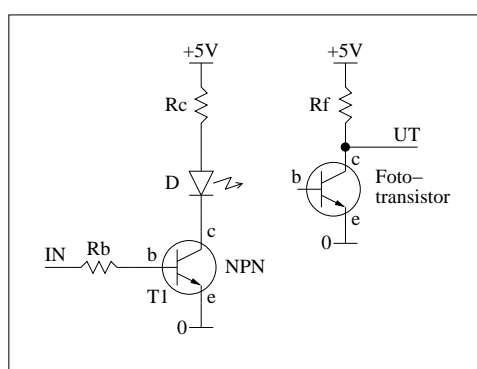 +5V
Rc
D
IN
Rb
b
c
NPN
T1
e
0
+5V
Rf
UT
c
b
Foto–
transistor
e
0